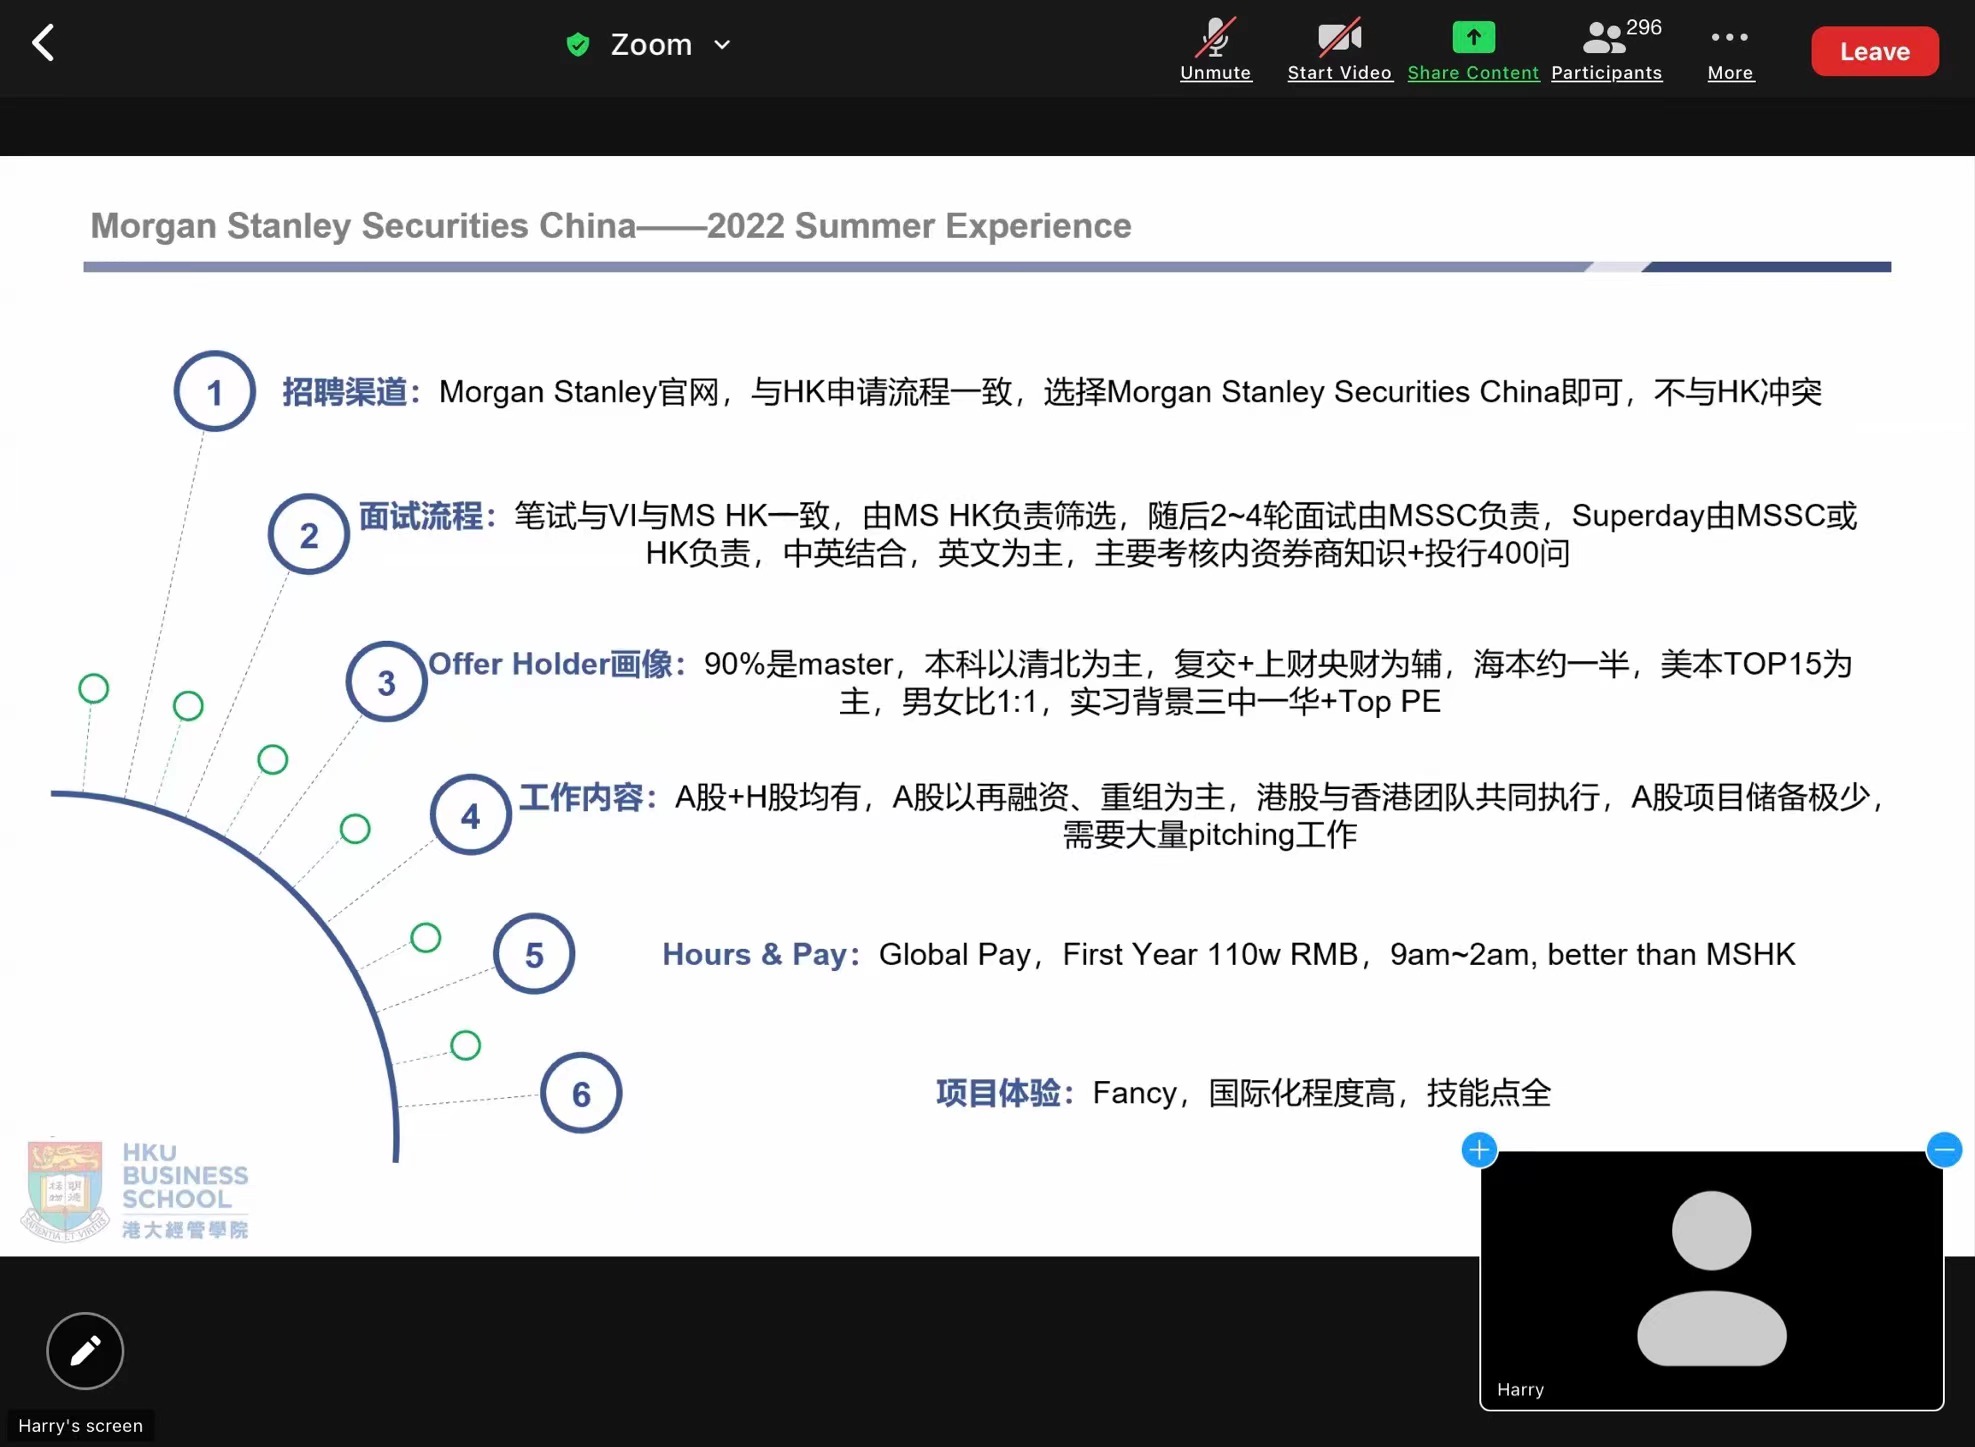 Zoom
Unmute
Start Video
Share Content
Participants
296
More
Leave
Morgan Stanley Securities China——2022 Summer Experience
1
招聘渠道：Morgan Stanley官网，与HK申请流程一致，选择Morgan Stanley Securities China即可，不与HK冲突
2
面试流程：笔试与VI与MS HK一致，由MS HK负责筛选，随后2~4轮面试由MSSC负责，Superday由MSSC或
HK负责，中英结合，英文为主，主要考核内资券商知识+投行400问
3
Offer Holder画像：90%是master，本科以清北为主，复交+上财央财为辅，海本约一半，美本TOP15为
主，男女比1:1，实习背景三中一华+Top PE
4
工作内容：A股+H股均有，A股以再融资、重组为主，港股与香港团队共同执行，A股项目储备极少，
需要大量pitching工作
5
Hours & Pay：Global Pay，First Year 110w RMB，9am~2am, better than MSHK
6
项目体验：Fancy，国际化程度高，技能点全
HKU
BUSINESS
SCHOOL
港大經管學院
Harry
Harry's screen